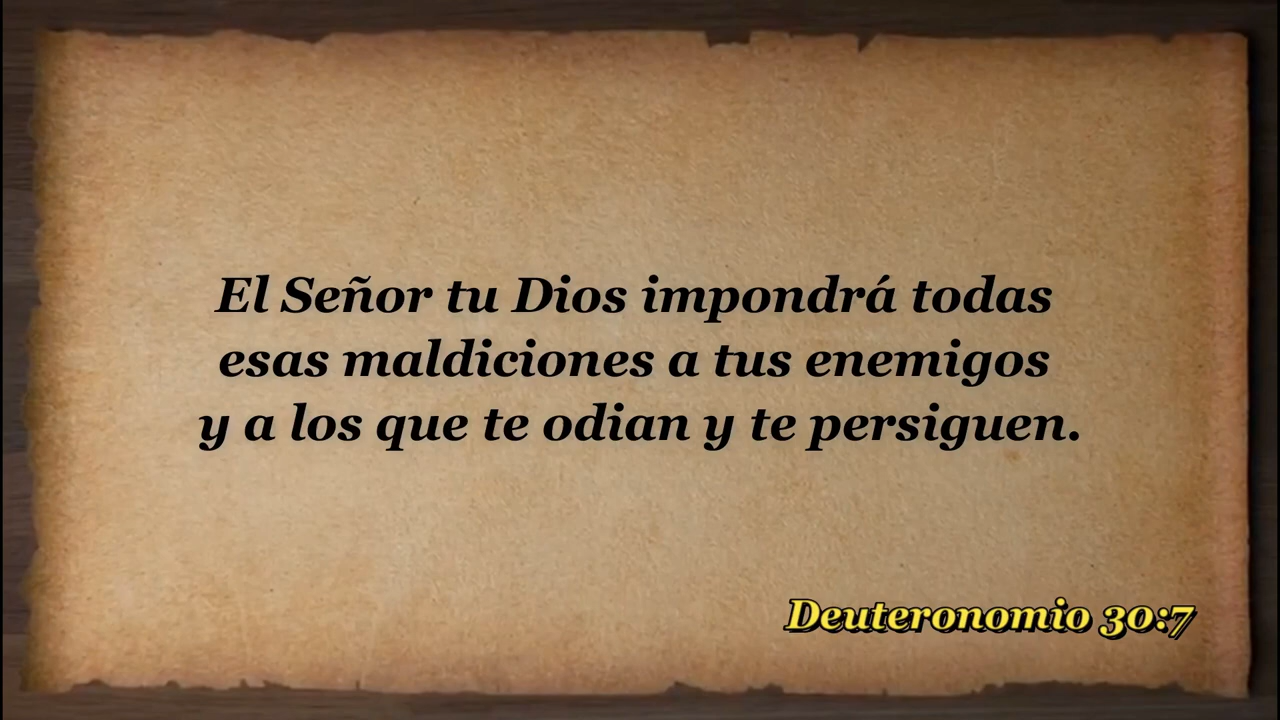 El Señor tu Dios impondrá todas
esas maldiciones a tus enemigos
y a los que te odian y te persiguen.
Deuteronomio 30:7